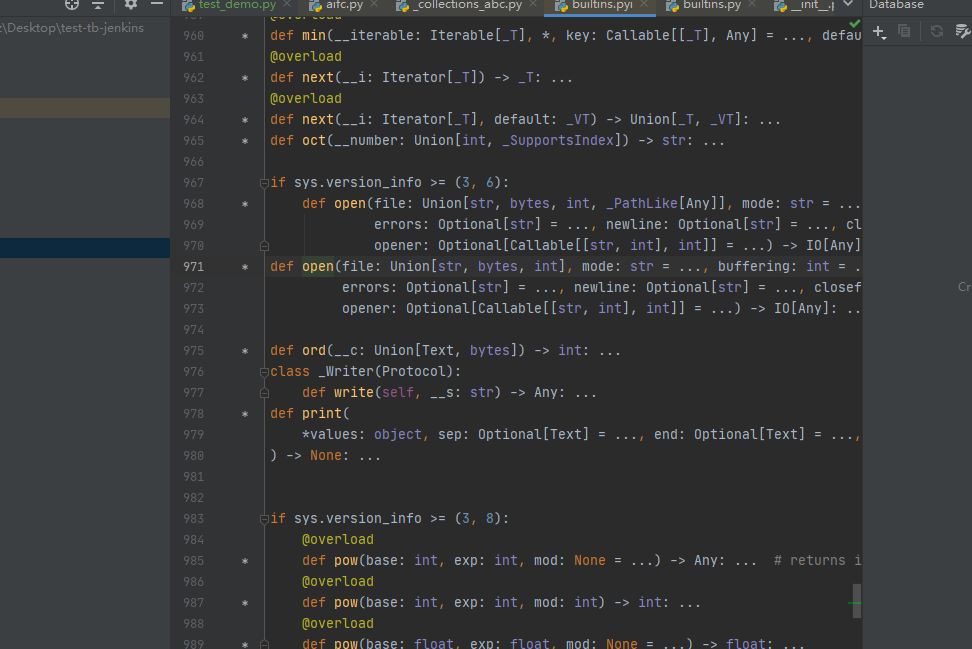 test_demo.py
aifc.py
_collections_abc.py
builtins.pyi
builtins.py
__init__.p
Database
:\Desktop\test-tb-jenkins
@overload
960 * def min(__iterable: Iterable[_T], *, key: Callable[[_T], Any] = ..., defau
961 @overload
962 * def next(__i: Iterator[_T]) -> _T: ...
963 @overload
964 * def next(__i: Iterator[_T], default: _VT) -> Union[_T, _VT]: ...
965 * def oct(__number: Union[int, _SupportsIndex]) -> str: ...
966
967 if sys.version_info >= (3, 6):
968 * def open(file: Union[str, bytes, int, _PathLike[Any]], mode: str = ...
969 errors: Optional[str] = ..., newline: Optional[str] = ..., cl
970 opener: Optional[Callable[[str, int], int]] = ...) -> IO[Any]
971 * def open(file: Union[str, bytes, int], mode: str = ..., buffering: int = .
972 errors: Optional[str] = ..., newline: Optional[str] = ..., closef
973 opener: Optional[Callable[[str, int], int]] = ...) -> IO[Any]: ..
974
975 * def ord(__c: Union[Text, bytes]) -> int: ...
976 class _Writer(Protocol):
977 * def write(self, __s: str) -> Any: ...
978 * def print(
979 *values: object, sep: Optional[Text] = ..., end: Optional[Text] = ...,
980 ) -> None: ...
981
982
983 if sys.version_info >= (3, 8):
984 @overload
985 * def pow(base: int, exp: int, mod: None = ...) -> Any: ... # returns i
986 @overload
987 * def pow(base: int, exp: int, mod: int) -> int: ...
988 @overload
989 * def pow(base: float, exp: float, mod: None = ...) -> float: ...
Cr